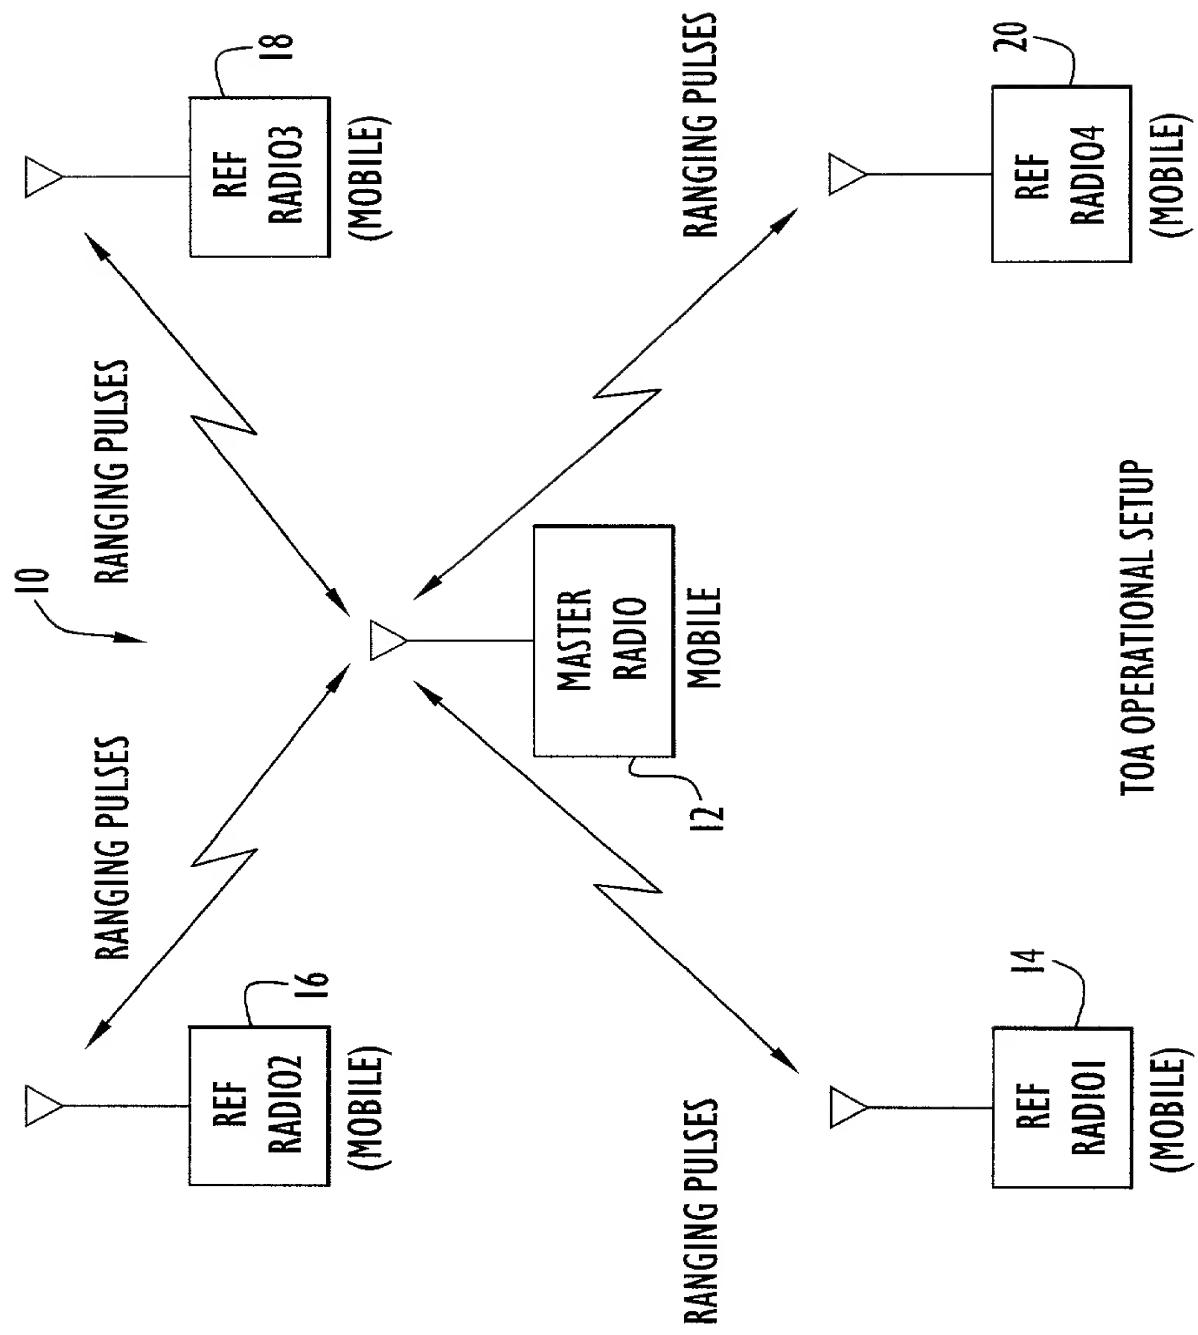 10
RANGING PULSES
RANGING PULSES
16
REF
RADIO2
(MOBILE)
18
REF
RADIO3
(MOBILE)
12
MASTER
RADIO
MOBILE
RANGING PULSES
RANGING PULSES
14
REF
RADIO1
(MOBILE)
20
REF
RADIO4
(MOBILE)
TOA OPERATIONAL SETUP